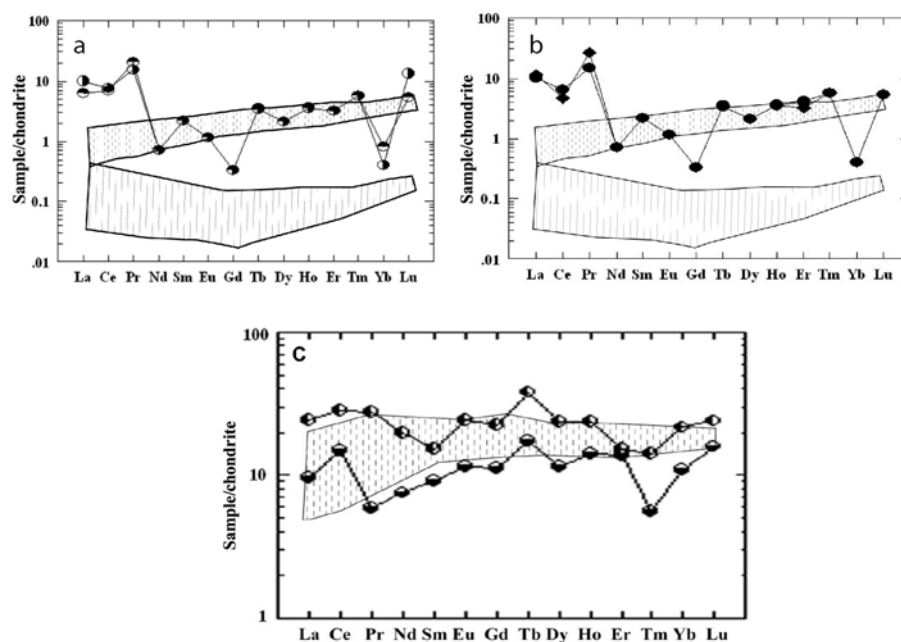 a
Sample/chondrite
100
10
1
0.1
.01
La Ce Pr Nd Sm Eu Gd Tb Dy Ho Er Tm Yb Lu
b
Sample/chondrite
100
10
1
0.1
.01
La Ce Pr Nd Sm Eu Gd Tb Dy Ho Er Tm Yb Lu
c
Sample/chondrite
100
10
1
La Ce Pr Nd Sm Eu Gd Tb Dy Ho Er Tm Yb Lu